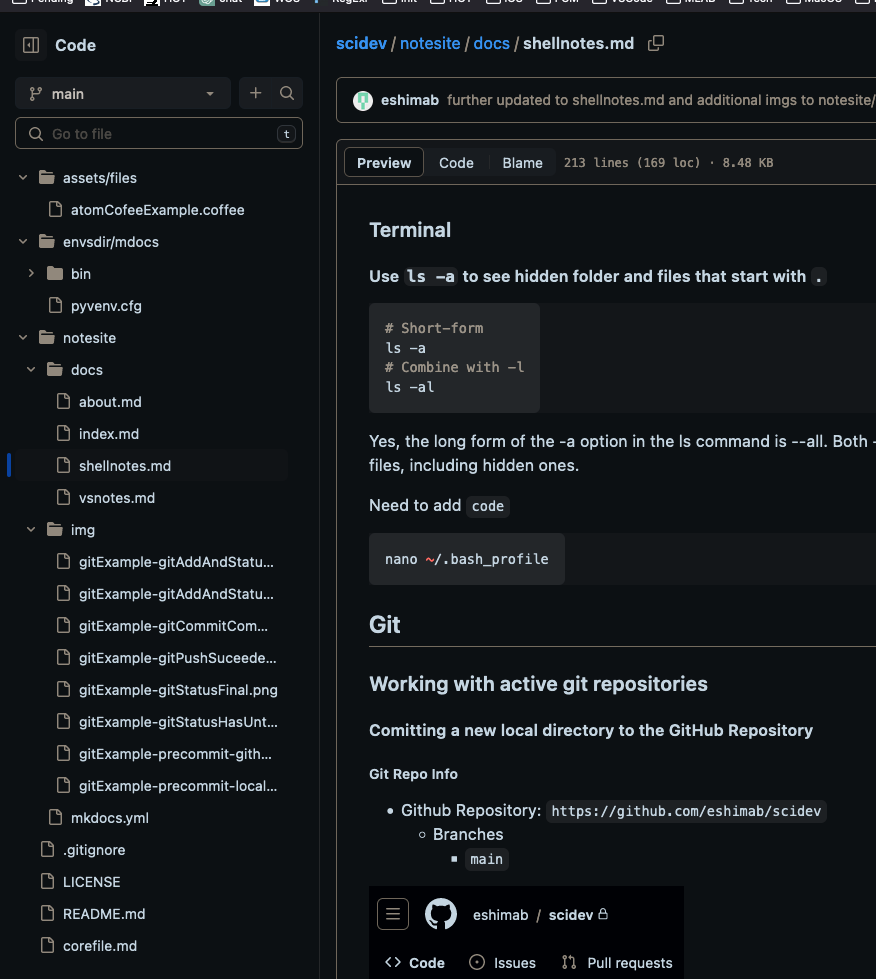 Code
main
Go to file
t
assets/files
atomCofeeExample.coffee
envsdir/mdocs
bin
pyvenv.cfg
notesite
docs
about.md
index.md
shellnotes.md
vsnotes.md
img
gitExample-gitAddAndStatu...
gitExample-gitAddAndStatu...
gitExample-gitCommitCom...
gitExample-gitPushSuceede...
gitExample-gitStatusFinal.png
gitExample-gitStatusHasUnt...
gitExample-precommit-gith...
gitExample-precommit-local...
mkdocs.yml
.gitignore
LICENSE
README.md
corefile.md
scidev / notesite / docs / shellnotes.md
eshimab further updated to shellnotes.md and additional imgs to notesite/
Preview Code Blame 213 lines (169 loc) · 8.48 KB
Terminal
Use ls -a to see hidden folder and files that start with .
# Short-form
ls -a
# Combine with -l
ls -al
Yes, the long form of the -a option in the ls command is --all. Both -
files, including hidden ones.
Need to add code
nano ~/.bash_profile
Git
Working with active git repositories
Comitting a new local directory to the GitHub Repository
Git Repo Info
• Github Repository: https://github.com/eshimab/scidev
○ Branches
▪ main
eshimab / scidev
Code Issues Pull requests